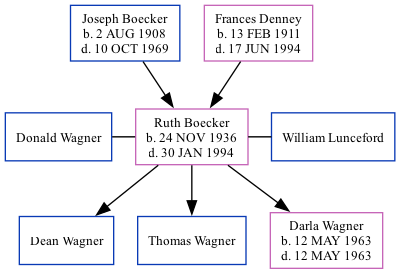 Joseph Boecker
b. 2 AUG 1908
d. 10 OCT 1969
Frances Denney
b. 13 FEB 1911
d. 17 JUN 1994
Donald Wagner
Ruth Boecker
b. 24 NOV 1936
d. 30 JAN 1994
William Lunceford
Dean Wagner
Thomas Wagner
Darla Wagner
b. 12 MAY 1963
d. 12 MAY 1963